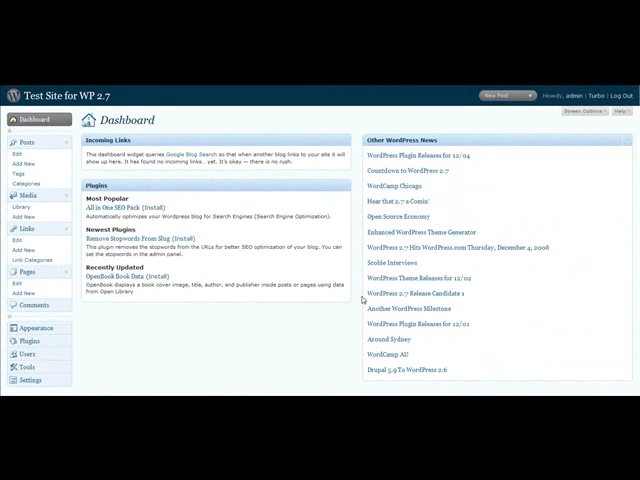 Test Site for WP 2.7
New Post
Howdy, admin | Turbo | Log Out
Screen Options
Help
Dashboard
Posts
Edit
Add New
Tags
Categories
Media
Library
Add New
Links
Edit
Add New
Link Categories
Pages
Edit
Add New
Comments
Appearance
Plugins
Users
Tools
Settings
Dashboard
Incoming Links
This dashboard widget queries Google Blog Search so that when another blog links to your site it will
show up here. It has found no incoming links... yet. It's okay — there is no rush.
Plugins
Most Popular
All in One SEO Pack (Install)
Automatically optimizes your Wordpress blog for Search Engines (Search Engine Optimization).
Newest Plugins
Remove Stopwords From Slug (Install)
This plugin removes the stopwords from the URLs for better SEO optimization of your blog. You can
set the stopwords in the admin panel.
Recently Updated
OpenBook Book Data (Install)
OpenBook displays a book cover image, title, author, and publisher inside posts or pages using data
from Open Library
Other WordPress News
WordPress Plugin Releases for 12/04
Countdown to WordPress 2.7
WordCamp Chicago
Hear that 2.7 a Comin'
Open Source Economy
Enhanced WordPress Theme Generator
WordPress 2.7 Hits WordPress.com Thursday, December 4, 2008
Scoble Interviews
WordPress Theme Releases for 12/02
WordPress 2.7 Release Candidate 1
Another WordPress Milestone
WordPress Plugin Releases for 12/01
Around Sydney
WordCamp AU
Drupal 5.9 To WordPress 2.6